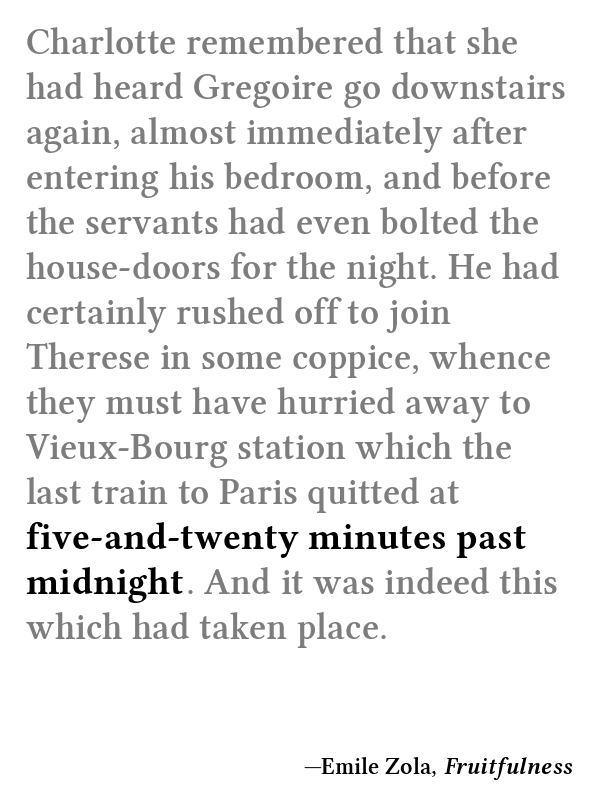 Charlotte remembered that she
had heard Gregoire go downstairs
again, almost immediately after
entering his bedroom, and before
the servants had even bolted the
house-doors for the night. He had
certainly rushed off to join
Therese in some coppice, whence
they must have hurried away to
Vieux-Bourg station which the
last train to Paris quitted at
five-and-twenty minutes past
midnight. And it was indeed this
which had taken place.
—Emile Zola, Fruitfulness